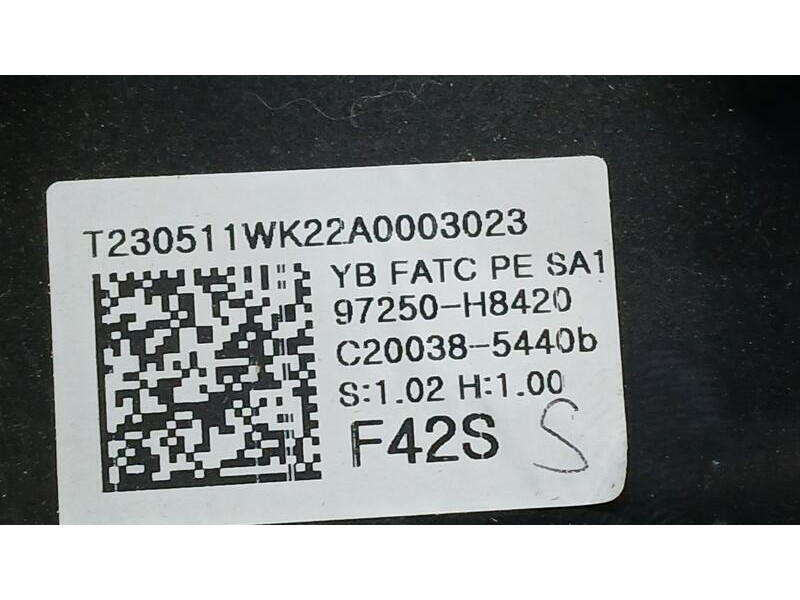 T230511WK22A0003023
YB FATC PE SA1
97250-H8420
C20038-5440b
S:1.02 H:1.00
F42S S